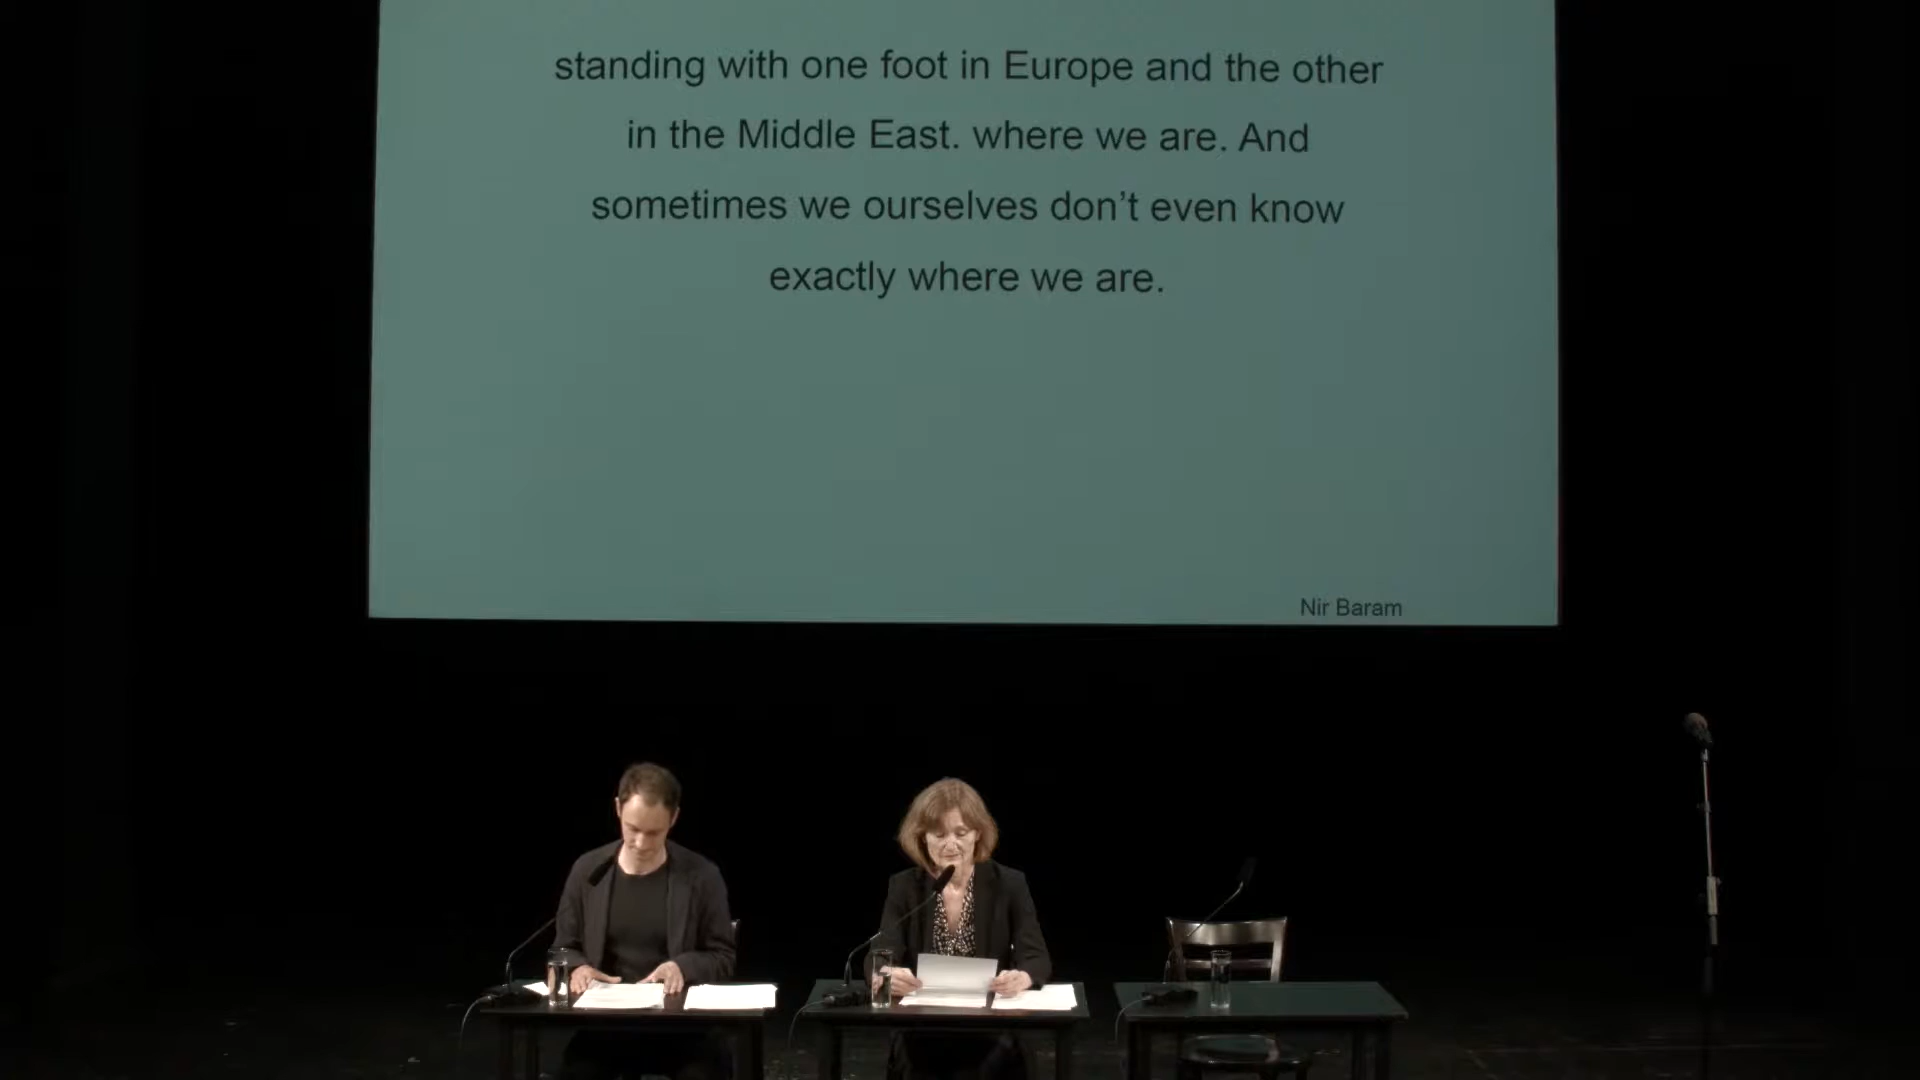 standing with one foot in Europe and the other
in the Middle East. where we are. And
sometimes we ourselves don’t even know
exactly where we are.
Nir Baram